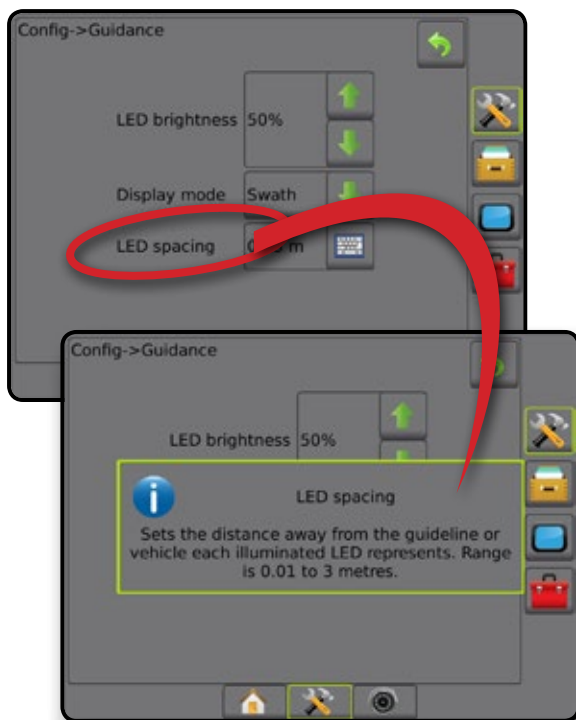 Config->Guidance
LED brightness 50%
Display mode Swath
LED spacing m
Config->Guidance
LED brightness 50%
i
LED spacing
Sets the distance away from the guideline or
vehicle each illuminated LED represents. Range
is 0.01 to 3 metres.